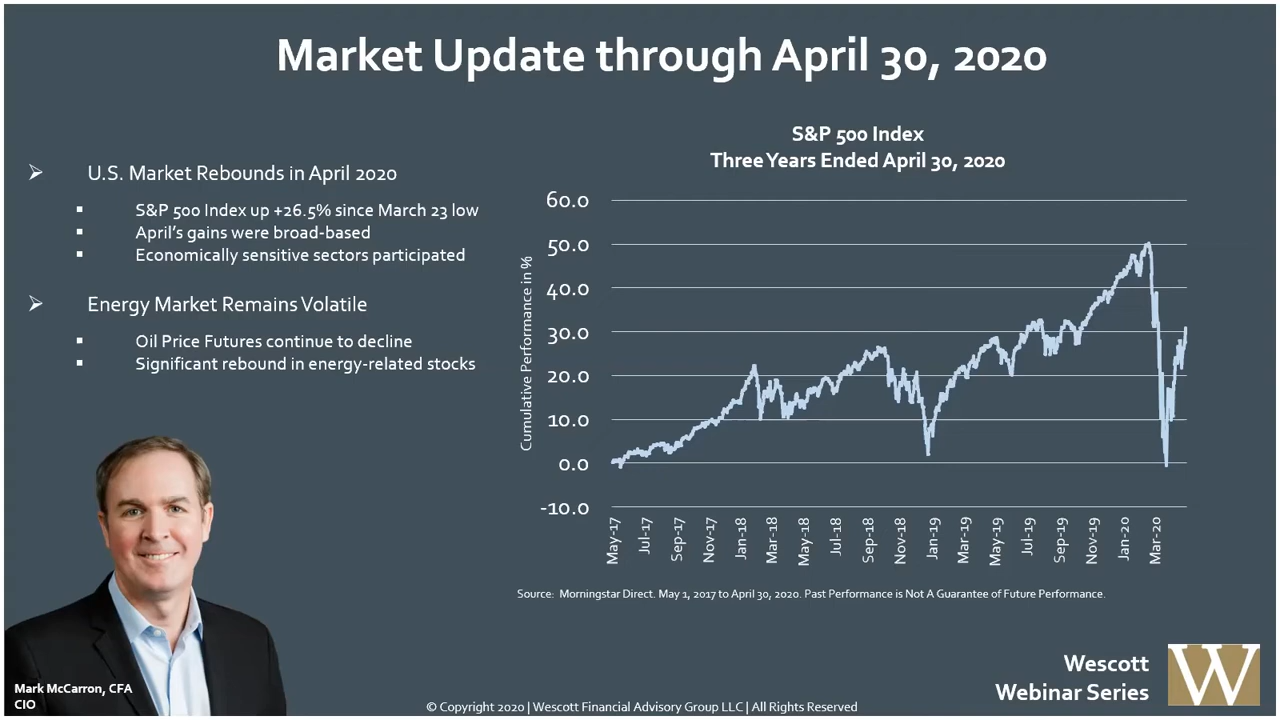 Market Update through April 30, 2020
➢ U.S. Market Rebounds in April 2020
▪ S&P 500 Index up +26.5% since March 23 low
▪ April's gains were broad-based
▪ Economically sensitive sectors participated
➢ Energy Market Remains Volatile
▪ Oil Price Futures continue to decline
▪ Significant rebound in energy-related stocks
S&P 500 Index
Three Years Ended April 30, 2020
Cumulative Performance in %
60.0
50.0
40.0
30.0
20.0
10.0
0.0
-10.0
May-17
Jul-17
Sep-17
Nov-17
Jan-18
Mar-18
May-18
Jul-18
Sep-18
Nov-18
Jan-19
Mar-19
May-19
Jul-19
Sep-19
Nov-19
Jan-20
Mar-20
Source: Morningstar Direct. May 1, 2017 to April 30, 2020. Past Performance is Not A Guarantee of Future Performance.
Mark McCarron, CFA
CIO
© Copyright 2020 | Wescott Financial Advisory Group LLC | All Rights Reserved
Wescott
Webinar Series
W